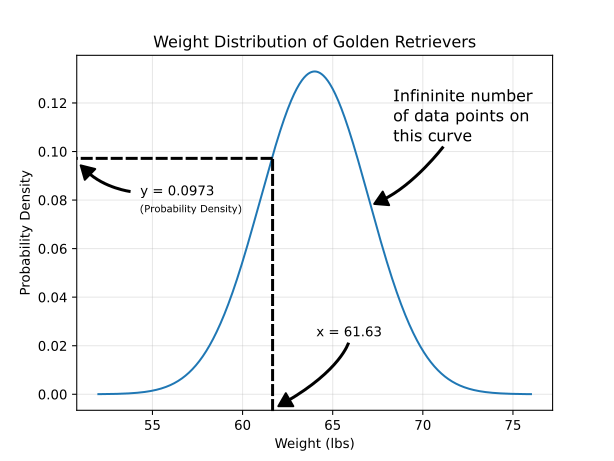 Weight Distribution of Golden Retrievers
Infininite number
of data points on
this curve
y = 0.0973
(Probability Density)
x = 61.63
Probability Density
0.12
0.10
0.08
0.06
0.04
0.02
0.00
55
60
65
70
75
Weight (lbs)